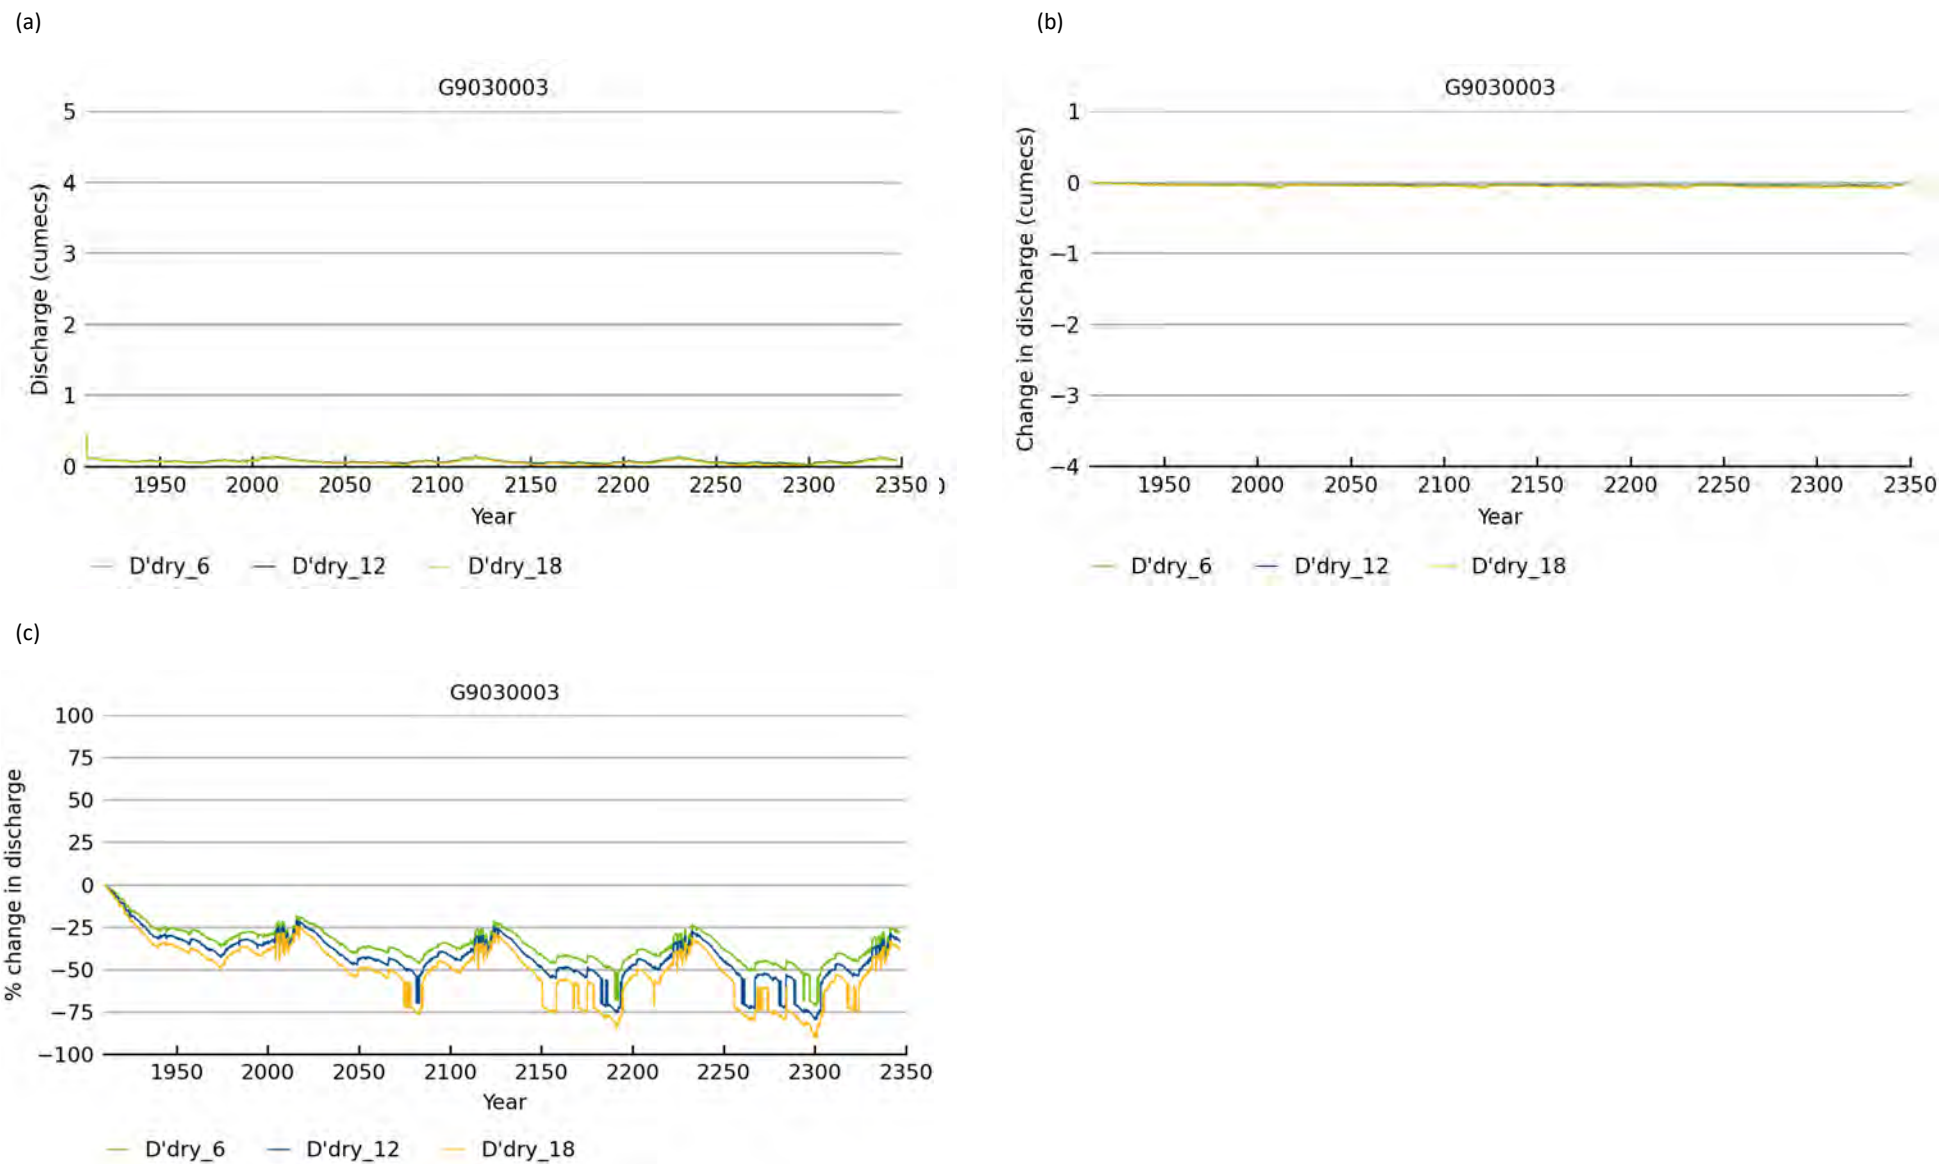 (a)
G9030003
5
4
3
2
1
0
Discharge (cumecs)
1950 2000 2050 2100 2150 2200 2250 2300 2350 )
Year
D'dry_6 D'dry_12 D'dry_18
(b)
G9030003
1
0
−1
−2
−3
−4
Change in discharge (cumecs)
1950 2000 2050 2100 2150 2200 2250 2300 2350
Year
D'dry_6 D'dry_12 D'dry_18
(c)
G9030003
100
75
50
25
0
−25
−50
−75
−100
% change in discharge
1950 2000 2050 2100 2150 2200 2250 2300 2350
Year
D'dry_6 D'dry_12 D'dry_18